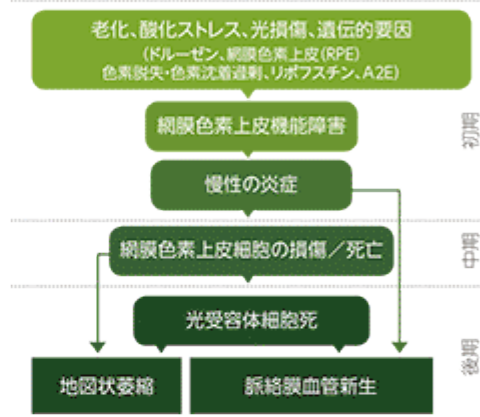 老化、酸化ストレス、光損傷、遺伝的要因
(ドルーゼン、網膜色素上皮(RPE)
色素脱失・色素沈着過剰、リポフスチン、A2E)
網膜色素上皮機能障害
初期
慢性の炎症
網膜色素上皮細胞の損傷／死亡
中期
光受容体細胞死
後期
地図状萎縮
脈絡膜血管新生